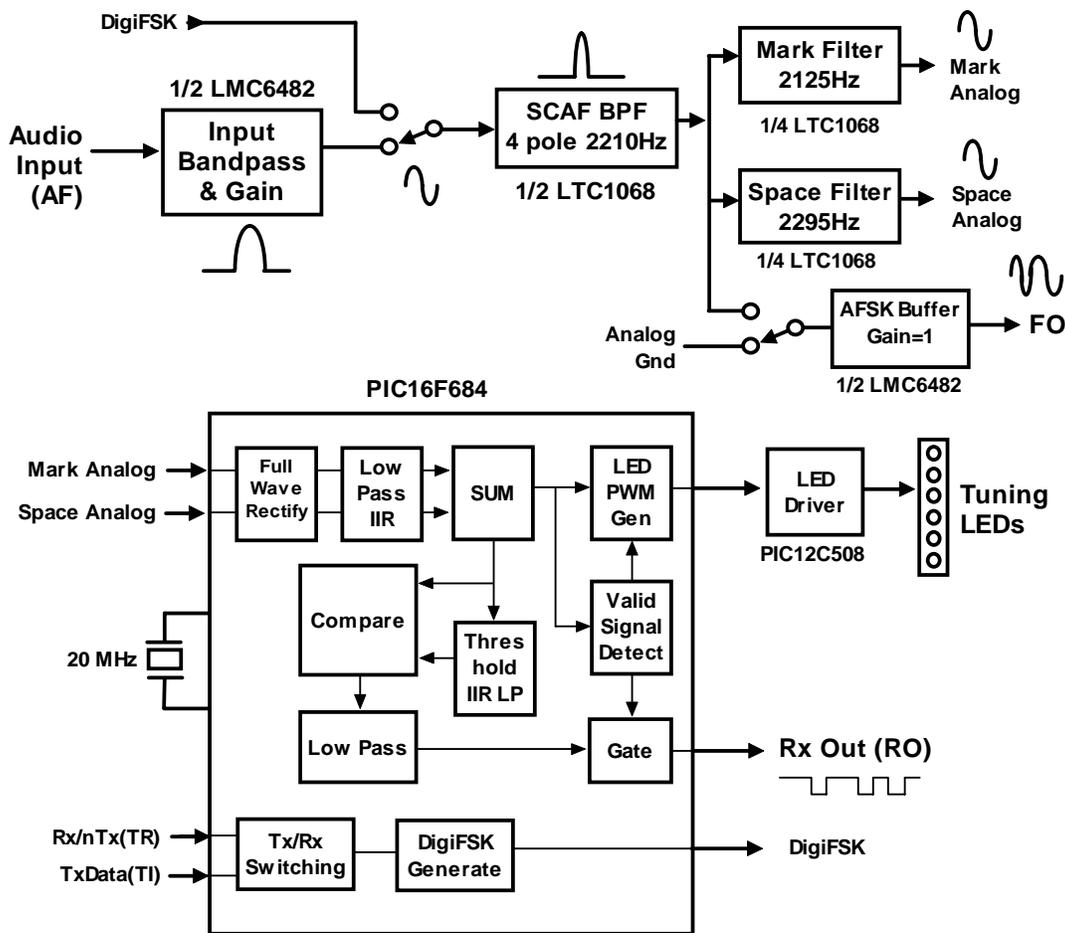 DigiFSK
1/2 LMC6482
Audio
Input
(AF)
Input
Bandpass
& Gain
SCAF BPF
4 pole 2210Hz
1/2 LTC1068
Mark Filter
2125Hz
1/4 LTC1068
Mark
Analog
Space Filter
2295Hz
1/4 LTC1068
Space
Analog
Analog
Gnd
AFSK Buffer
Gain=1
1/2 LMC6482
FO
PIC16F684
Mark Analog
Space Analog
Full
Wave
Rectify
Low
Pass
IIR
SUM
LED
PWM
Gen
LED
Driver
PIC12C508
Tuning
LEDs
Compare
Thres
hold
IIR LP
Valid
Signal
Detect
20 MHz
Low Pass
Gate
Rx Out (RO)
Rx/nTx(TR)
TxData(TI)
Tx/Rx
Switching
DigiFSK
Generate
DigiFSK